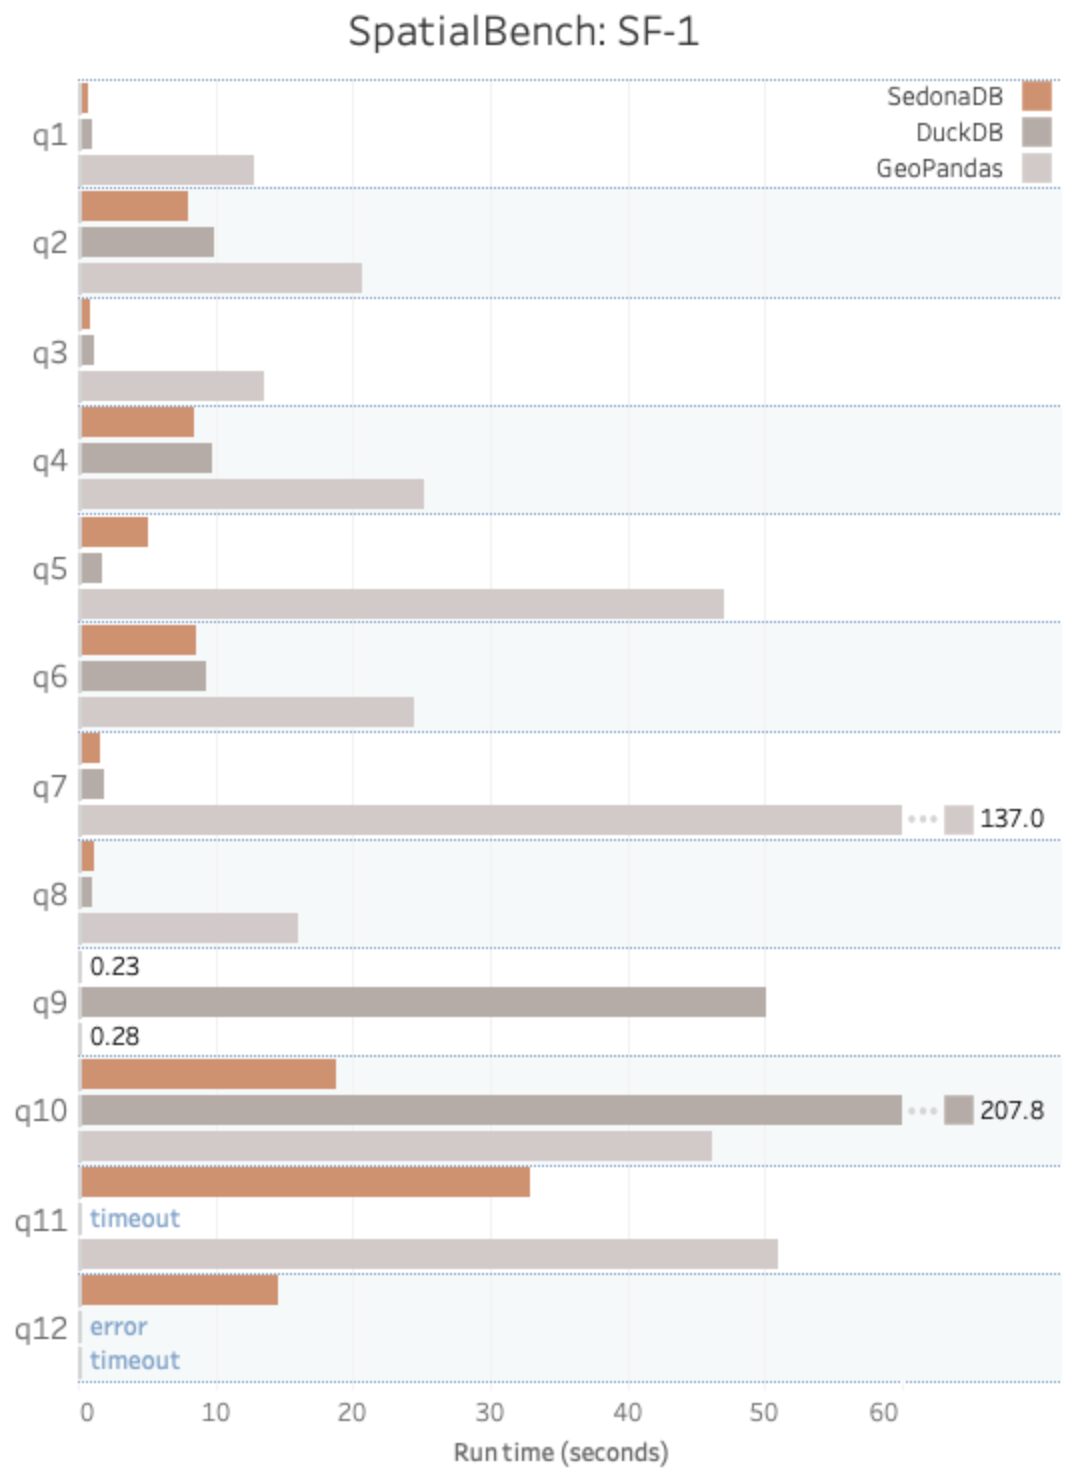 SpatialBench: SF-1
SedonaDB
DuckDB
GeoPandas
q1
q2
q3
q4
q5
q6
q7
137.0
q8
0.23
q9
0.28
q10
207.8
q11
timeout
q12
error
timeout
0 10 20 30 40 50 60
Run time (seconds)